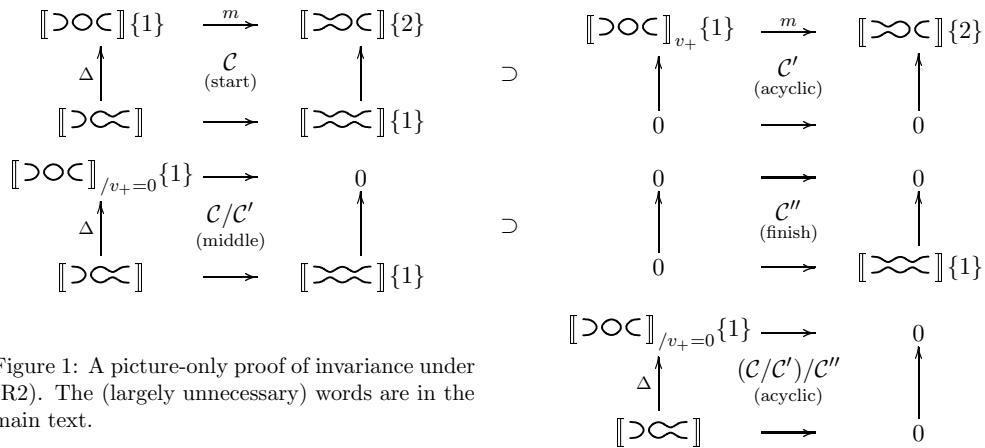 ⟦⟧{1} m ⟦⟧{2} ⟦⟧v₊{1} m ⟦⟧{2}
Δ C ⊃ C′
(start) (acyclic)
⟦⟧ ⟦⟧{1} 0 0
⟦⟧/v₊=0{1} 0 0 0
Δ C/C′ ⊃ C″
(middle) (finish)
⟦⟧ ⟦⟧{1} 0 ⟦⟧{1}
⟦⟧/v₊=0{1} 0
Δ (C/C′)/C″
(acyclic)
⟦⟧ 0
igure 1: A picture-only proof of invariance under
R2). The (largely unnecessary) words are in the
main text.